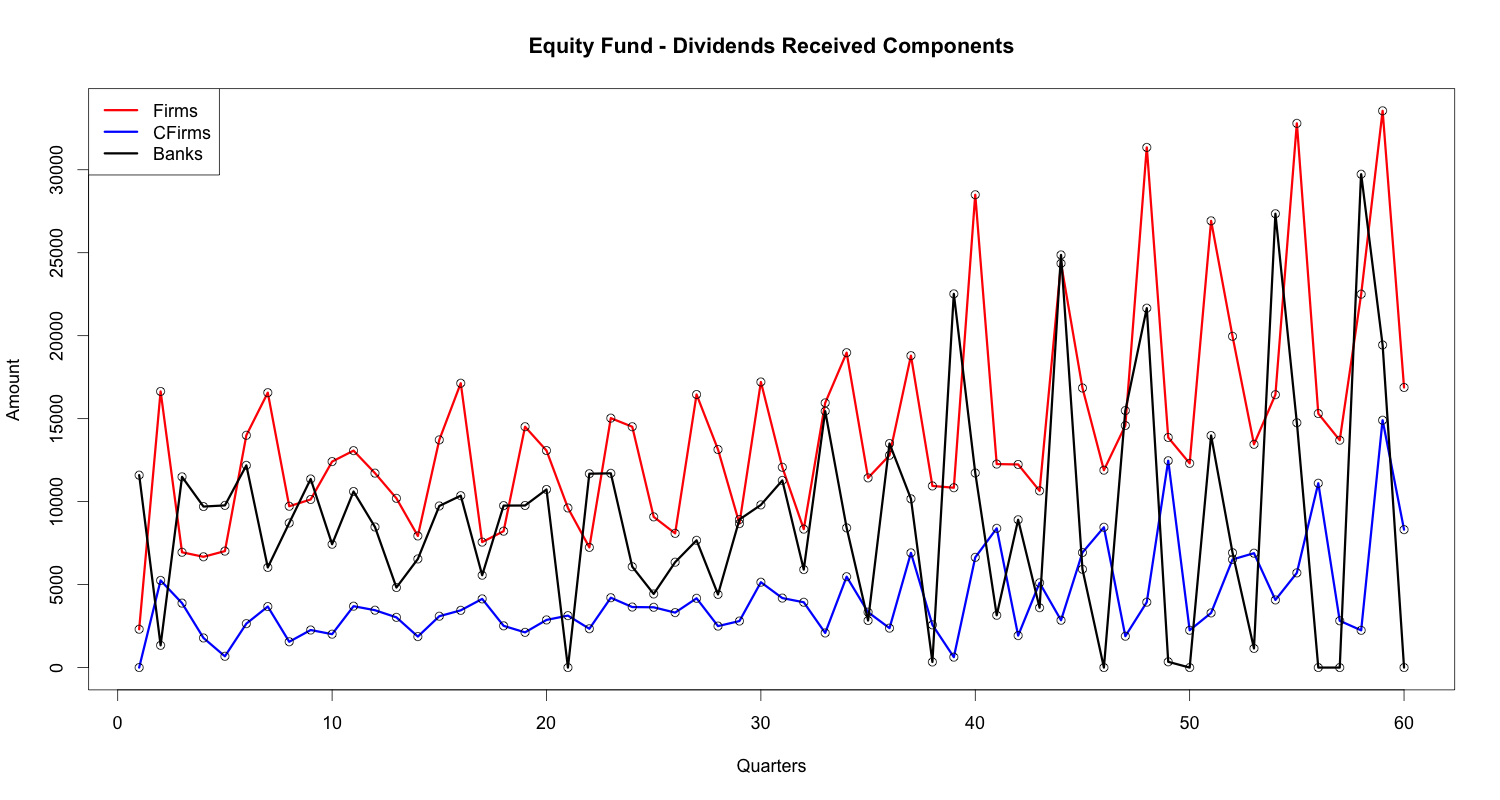 Equity Fund - Dividends Received Components
Firms
CFirms
Banks
Amount
30000
25000
20000
15000
10000
5000
0
0 10 20 30 40 50 60
Quarters